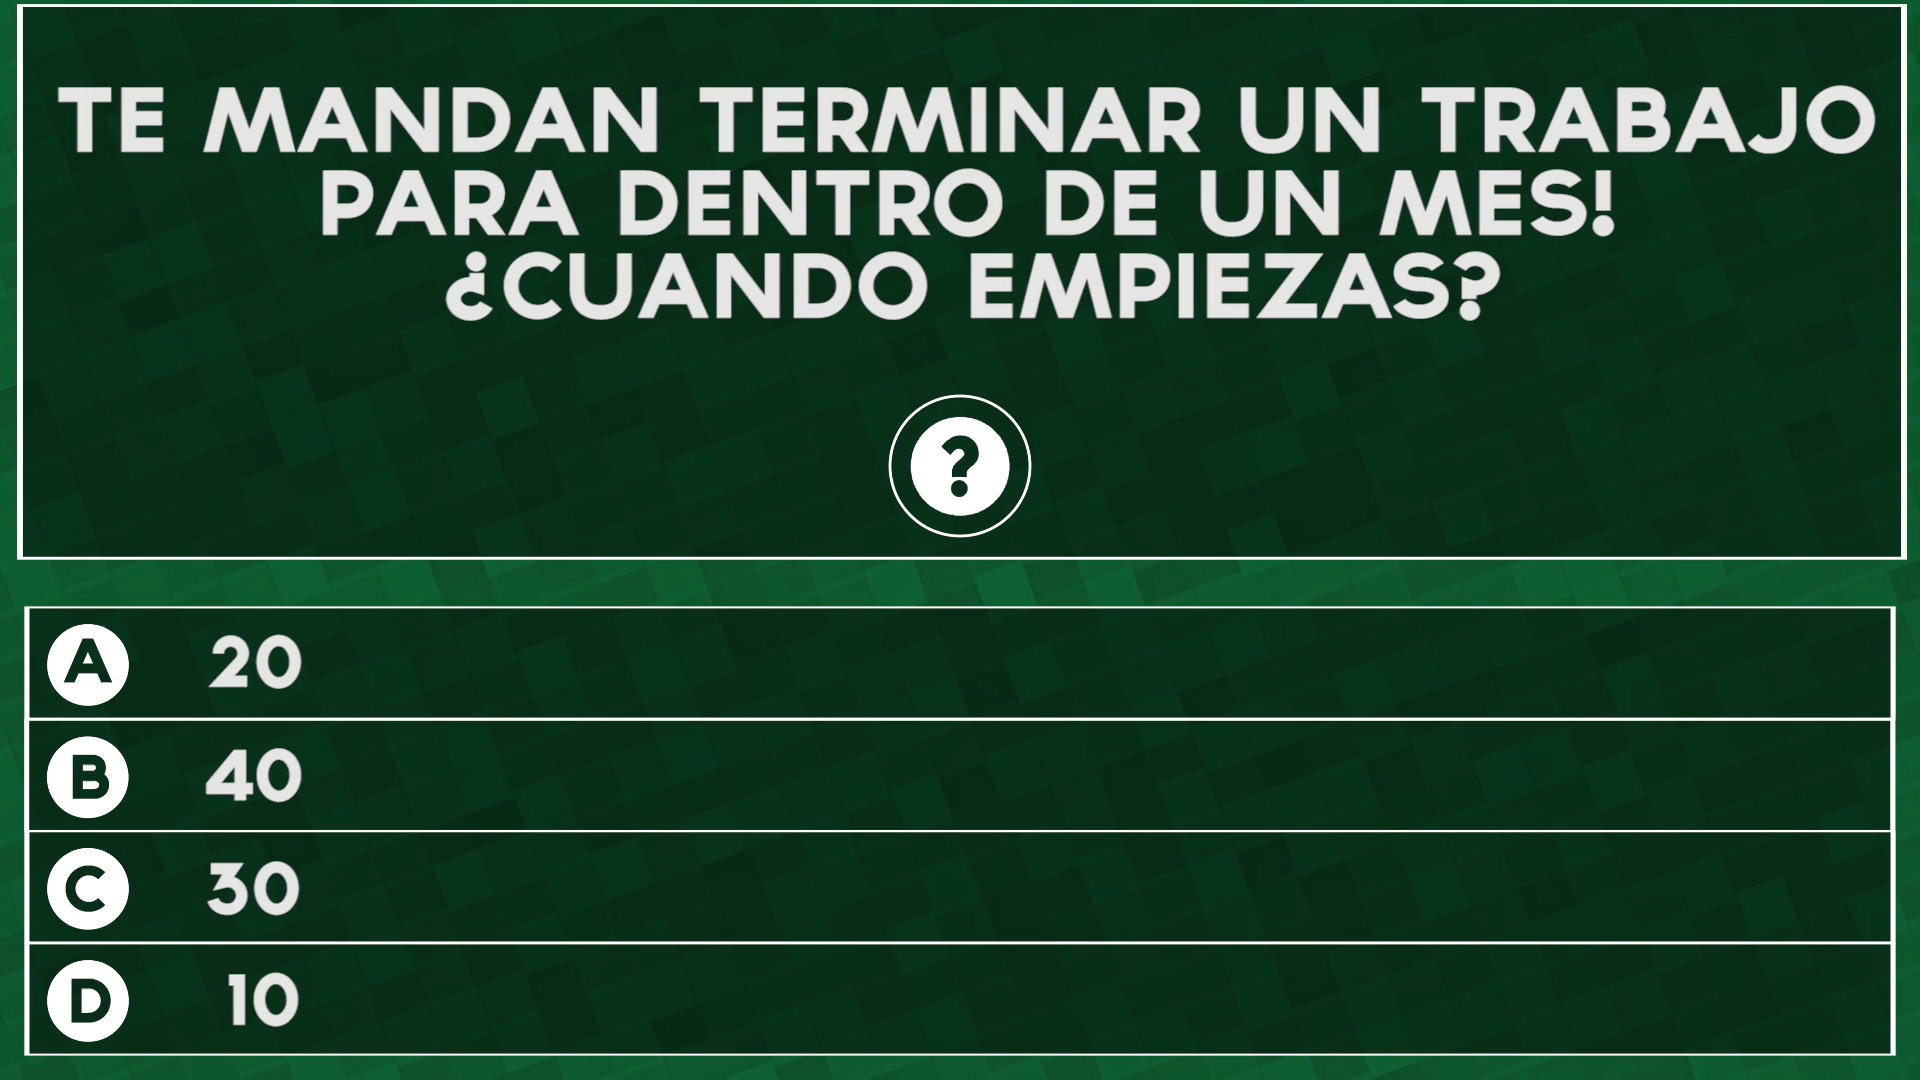 TE MANDAN TERMINAR UN TRABAJO
PARA DENTRO DE UN MES!
¿CUANDO EMPIEZAS?
?
A 20
B 40
C 30
D 10